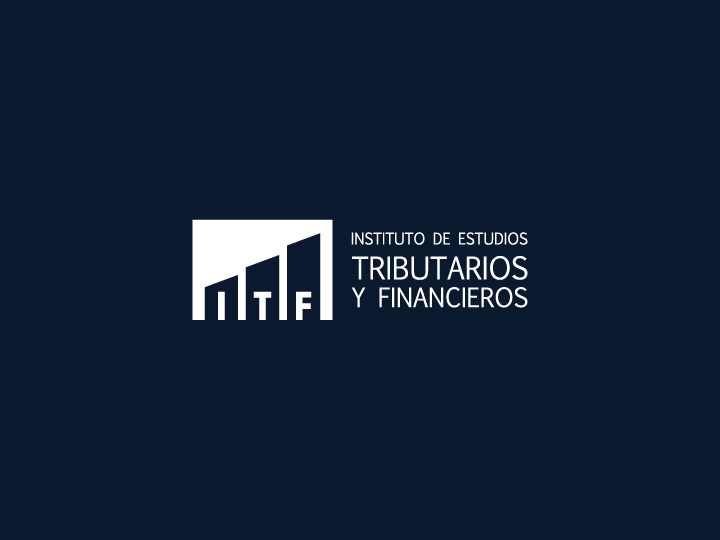 ITF
INSTITUTO DE ESTUDIOS
TRIBUTARIOS
Y FINANCIEROS